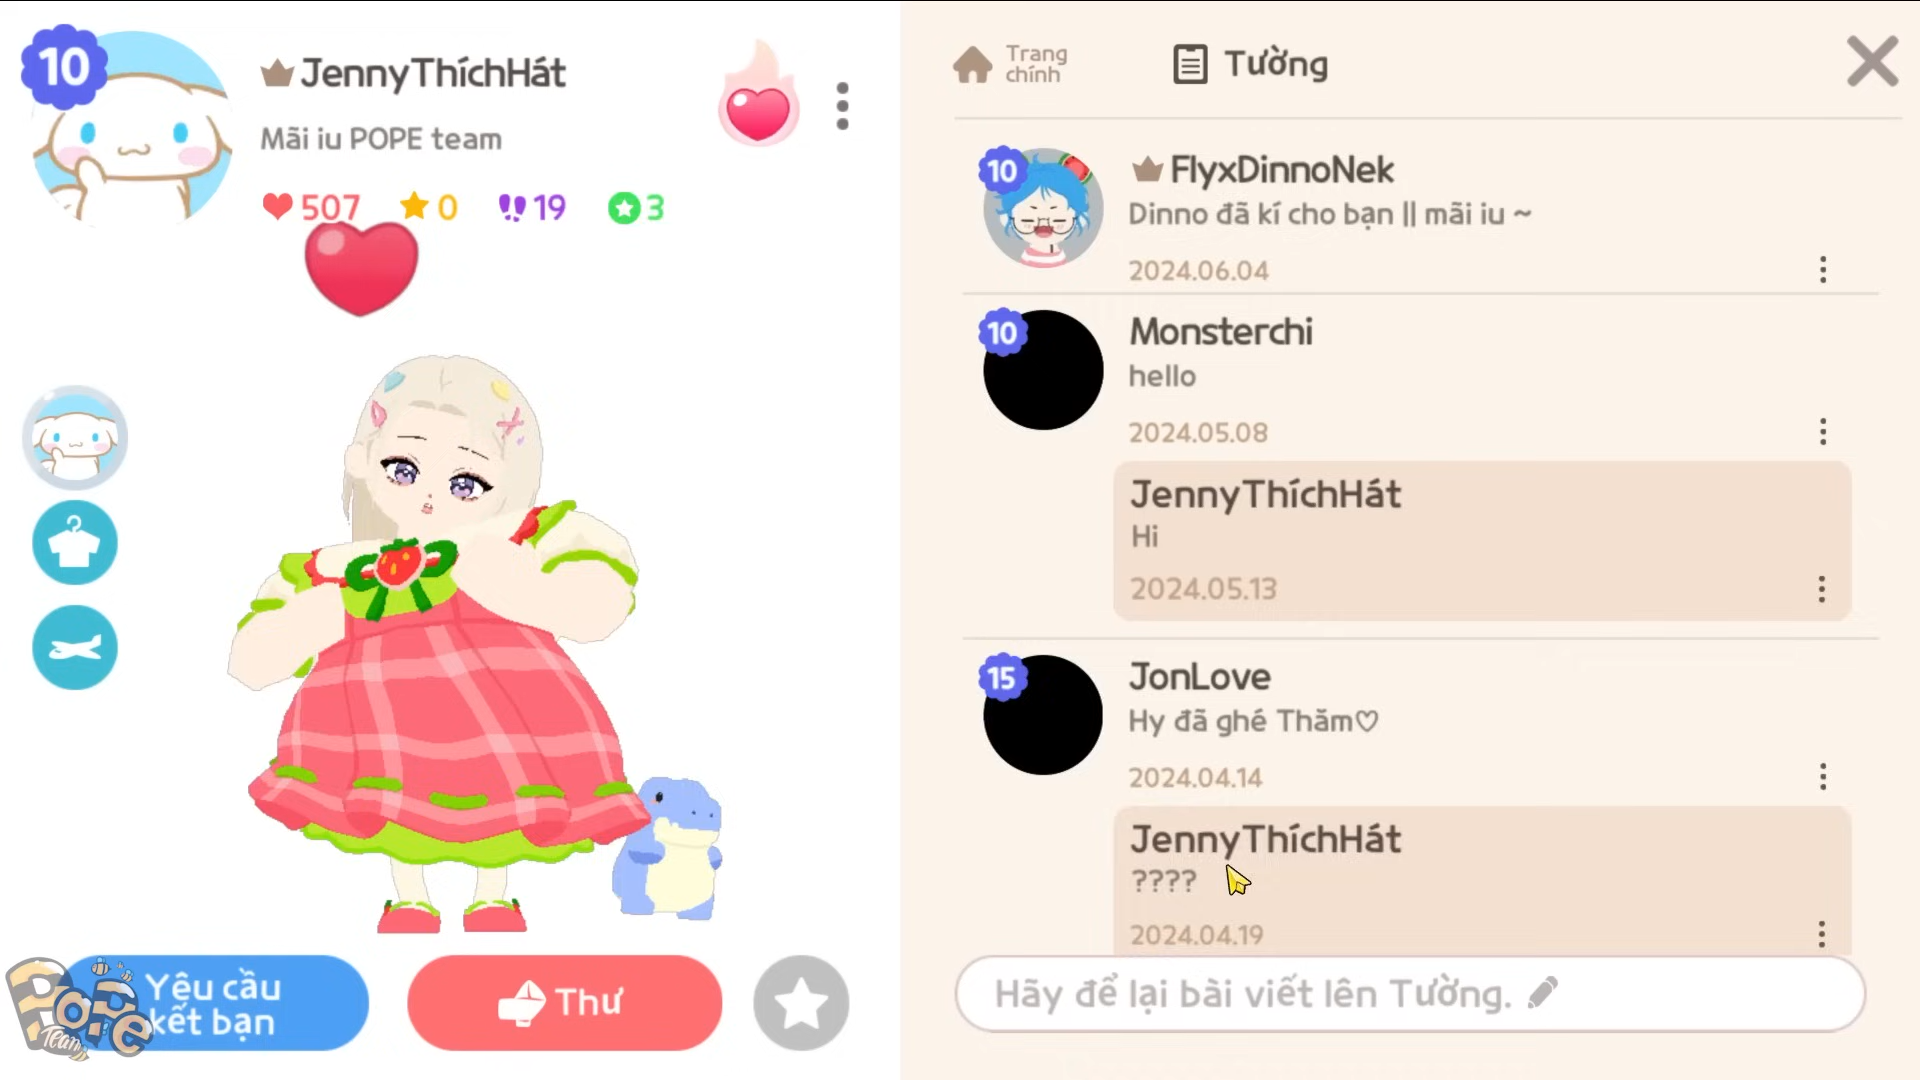 10
JennyThíchHát
Mãi iu POPE team
507 0 19 3
Yêu cầu
kết bạn
Thư
PoPe
Team
Trang
chính
Tường
10
FlyxDinnoNek
Dinno đã kí cho bạn || mãi iu ~
2024.06.04
10
Monsterchi
hello
2024.05.08
JennyThíchHát
Hi
2024.05.13
15
JonLove
Hy đã ghé Thăm♡
2024.04.14
JennyThíchHát
????
2024.04.19
Hãy để lại bài viết lên Tường.